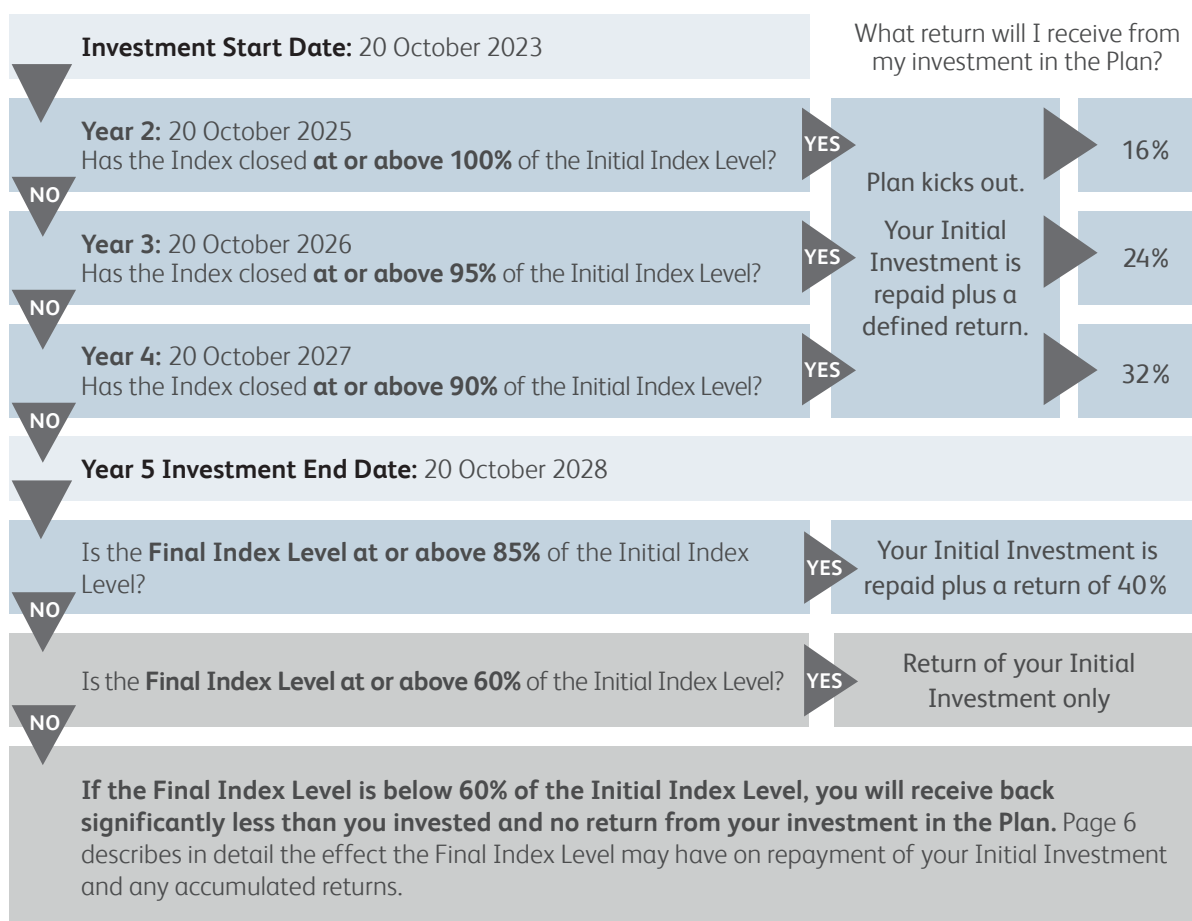 Investment Start Date: 20 October 2023
What return will I receive from
my investment in the Plan?
Year 2: 20 October 2025
Has the Index closed at or above 100% of the Initial Index Level?
YES
16%
NO
Year 3: 20 October 2026
Has the Index closed at or above 95% of the Initial Index Level?
YES
24%
NO
Year 4: 20 October 2027
Has the Index closed at or above 90% of the Initial Index Level?
YES
32%
Plan kicks out.
Your Initial
Investment is
repaid plus a
defined return.
NO
Year 5 Investment End Date: 20 October 2028
Is the Final Index Level at or above 85% of the Initial Index
Level?
YES
Your Initial Investment is
repaid plus a return of 40%
NO
Is the Final Index Level at or above 60% of the Initial Index Level?
YES
Return of your Initial
Investment only
NO
If the Final Index Level is below 60% of the Initial Index Level, you will receive back
significantly less than you invested and no return from your investment in the Plan. Page 6
describes in detail the effect the Final Index Level may have on repayment of your Initial Investment
and any accumulated returns.